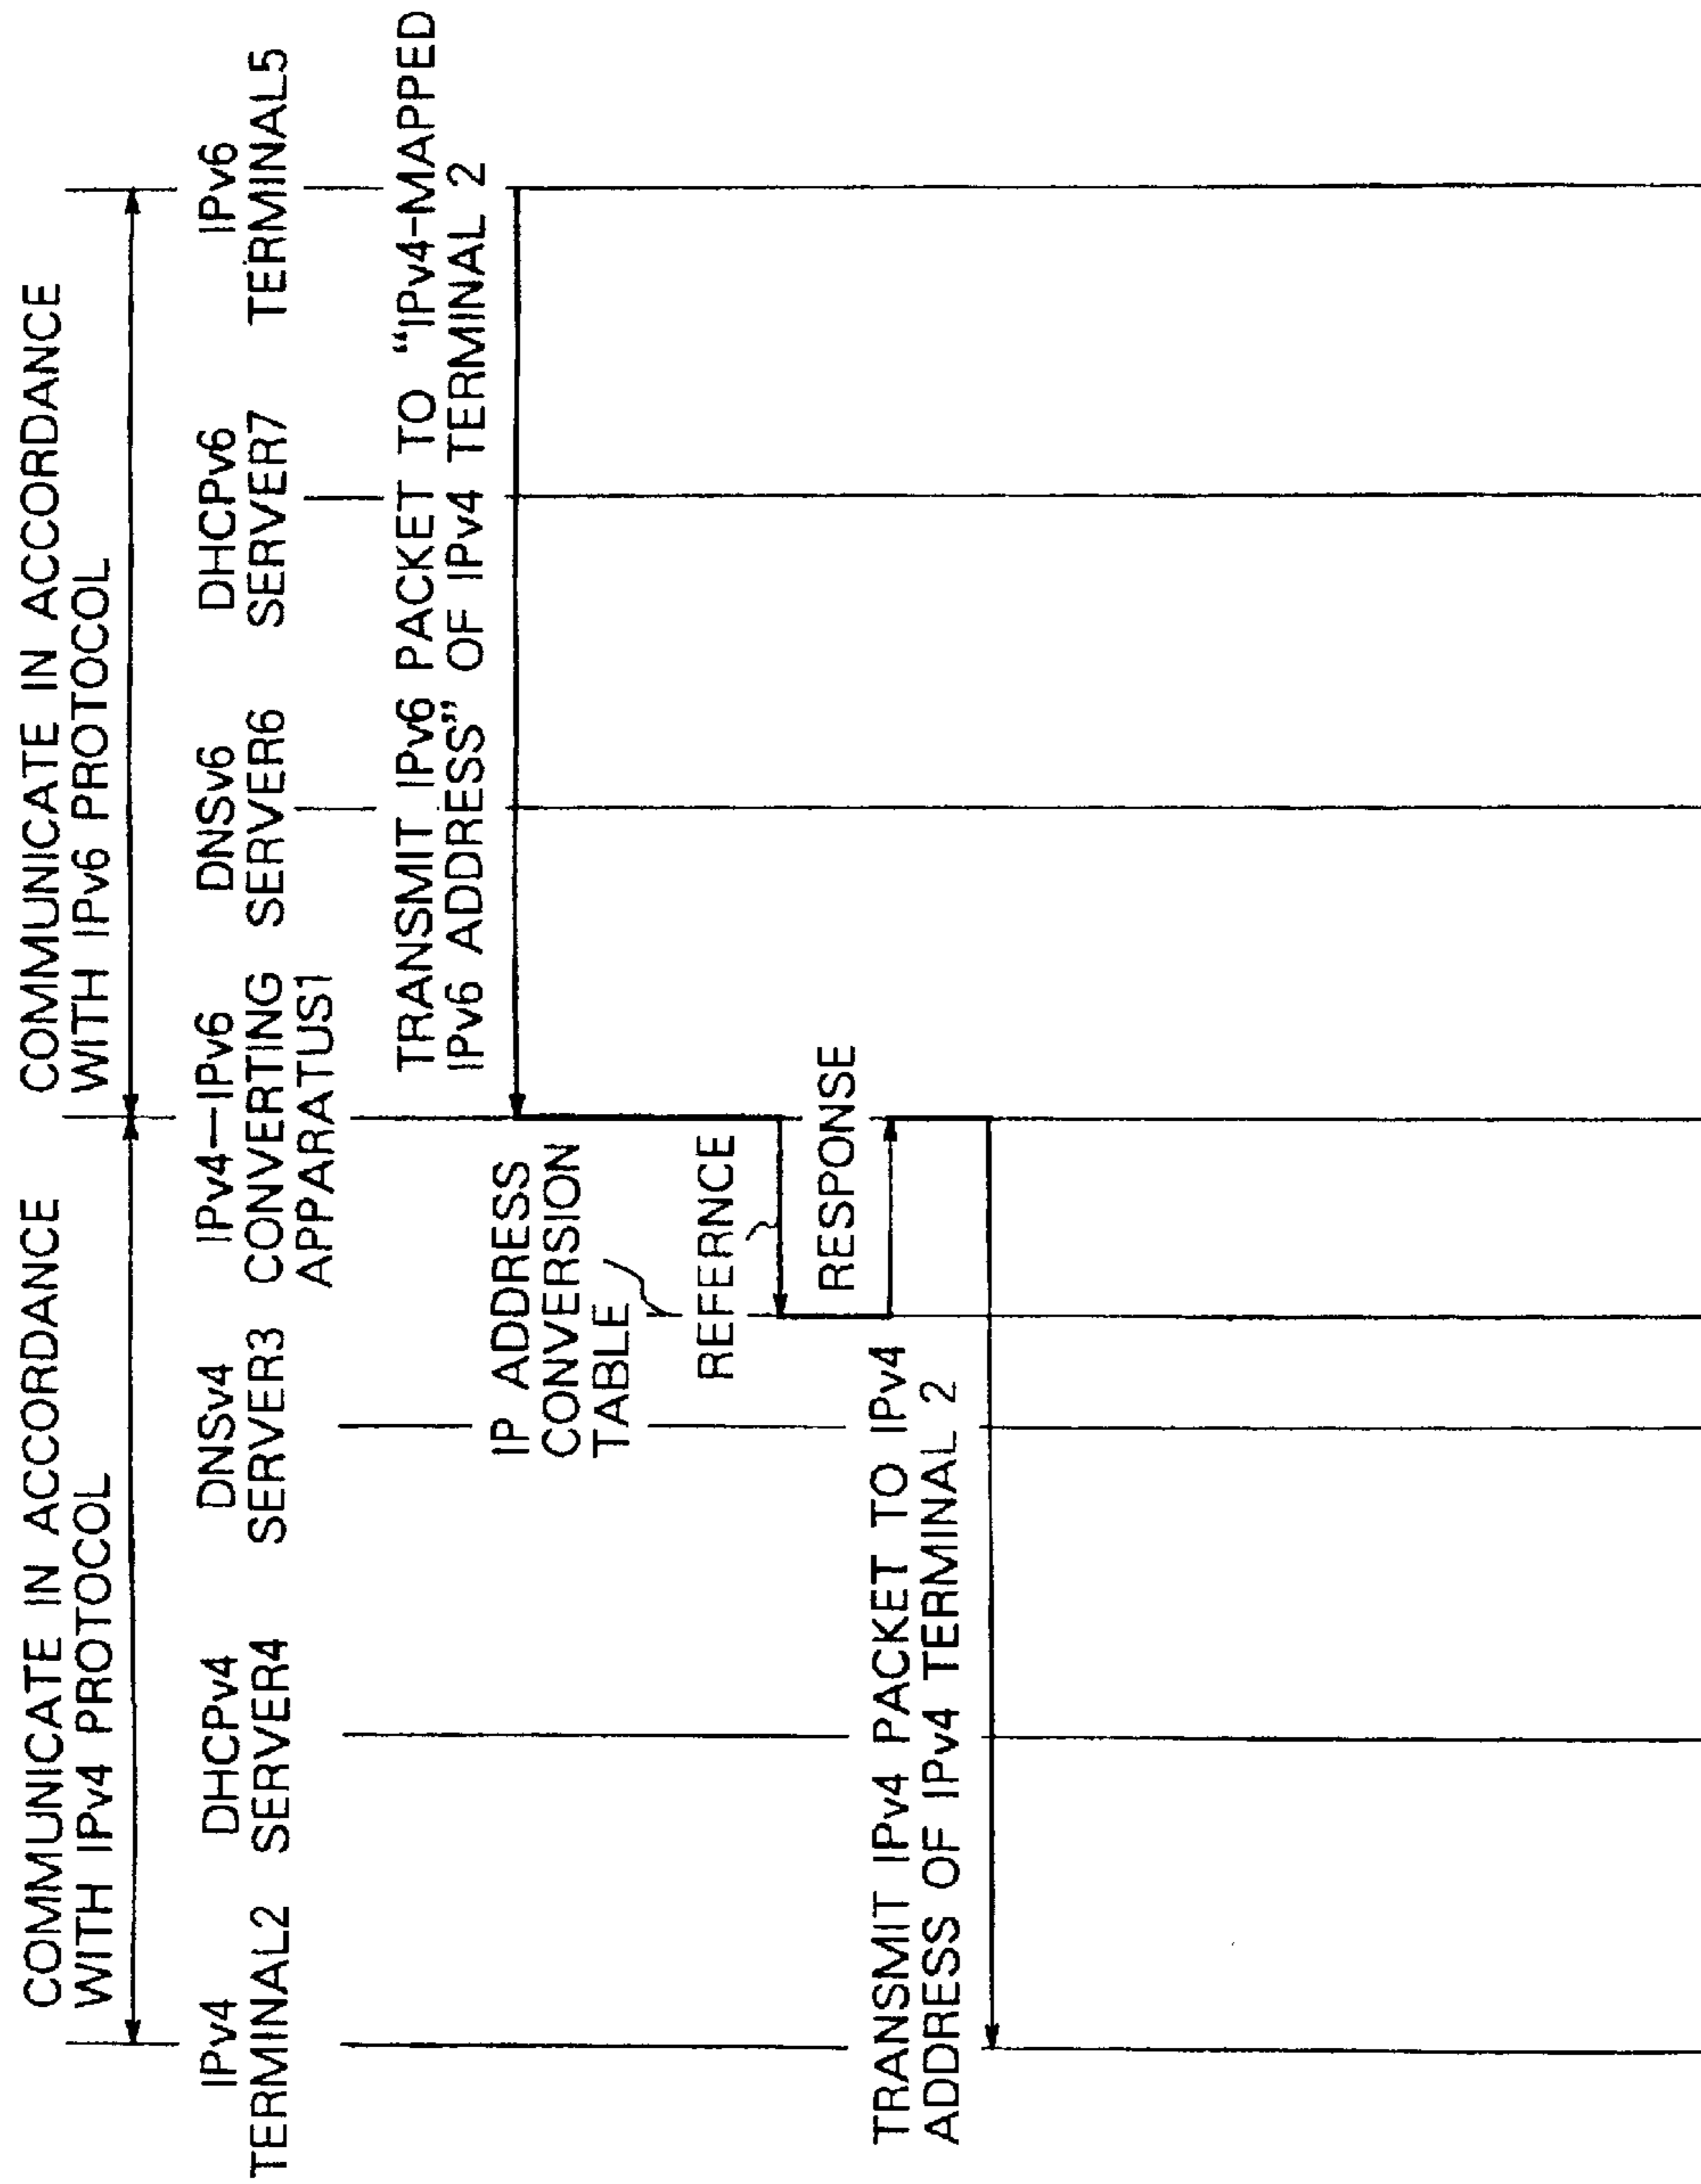 COMMUNICATE IN ACCORDANCE
WITH IPv4 PROTOCOL
COMMUNICATE IN ACCORDANCE
WITH IPv6 PROTOCOL
IPv4
TERMINAL2
DHCPv4
SERVER4
DNSv4
SERVER3
IPv4—IPv6
CONVERTING
APPARATUS1
DNSv6
SERVER6
DHCPv6
SERVER7
IPv6
TERMINAL5
TRANSMIT IPv6 PACKET TO "IPv4-MAPPED
IPv6 ADDRESS" OF IPv4 TERMINAL 2
IP ADDRESS
CONVERSION
TABLE
REFERNCE
RESPONSE
TRANSMIT IPv4 PACKET TO IPv4
ADDRESS OF IPv4 TERMINAL 2